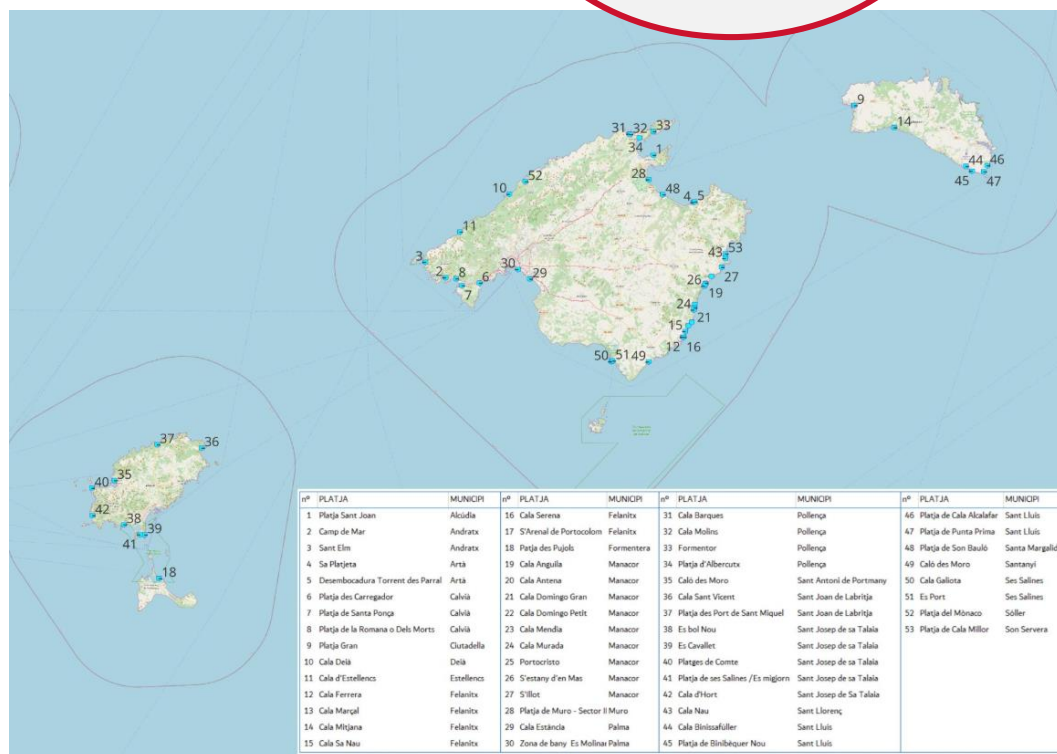 9
31 32 33
14
34 1
44 46
45 47
28
52
10 48
4 5
11
3 43 53
30 27
2 8 6 29 26
7 19
24
21
15
12 16
50 51 49
37 36
35
40
42
38 39
41
18
nº PLATJA MUNICIPI nº PLATJA MUNICIPI nº PLATJA MUNICIPI nº PLATJA MUNICIPI
1 Platja Sant Joan Alcúdia 16 Cala Serena Felanitx 31 Cala Barques Pollença 46 Platja de Cala Alcalafar Sant Lluis
2 Camp de Mar Andratx 17 S'Arenal de Portocolom Felanitx 32 Cala Molins Pollença 47 Platja de Punta Prima Sant Lluis
3 Sant Elm Andratx 18 Patja des Pujols Formentera 33 Formentor Pollença 48 Platja de Son Bauló Santa Margalid
4 Sa Platjeta Artà 19 Cala Anguila Manacor 34 Platja d'Albercutx Pollença 49 Caló des Moro Santanyí
5 Desembocadura Torrent des Parral Artà 20 Cala Antena Manacor 35 Caló des Moro Sant Antoni de Portmany 50 Cala Galiota Ses Salines
6 Platja des Carregador Calvià 21 Cala Domingo Gran Manacor 36 Cala Sant Vicent Sant Joan de Labritja 51 Es Port Ses Salines
7 Platja de Santa Ponça Calvià 22 Cala Domingo Petit Manacor 37 Platja des Port de Sant Miquel Sant Joan de Labritja 52 Platja del Mònaco Sóller
8 Platja de la Romana o Dels Morts Calvià 23 Cala Mendia Manacor 38 Es bol Nou Sant Josep de sa Talaia 53 Platja de Cala Millor Son Servera
9 Platja Gran Ciutadella 24 Cala Murada Manacor 39 Es Cavallet Sant Josep de sa Talaia
10 Cala Deià Deià 25 Portocristo Manacor 40 Platges de Comte Sant Josep de sa Talaia
11 Cala d'Estellencs Estellencs 26 S'estany d'en Mas Manacor 41 Platja de ses Salines /Es migjorn Sant Josep de sa Talaia
12 Cala Ferrera Felanitx 27 S'Illot Manacor 42 Cala d'Hort Sant Josep de Sa Talaia
13 Cala Marçal Felanitx 28 Platja de Muro - Sector II Muro 43 Cala Nau Sant Llorenç
14 Cala Mitjana Felanitx 29 Cala Estància Palma 44 Cala Binissafúller Sant Lluis
15 Cala Sa Nau Felanitx 30 Zona de bany Es Molinar Palma 45 Platja de Binibèquer Nou Sant Lluis